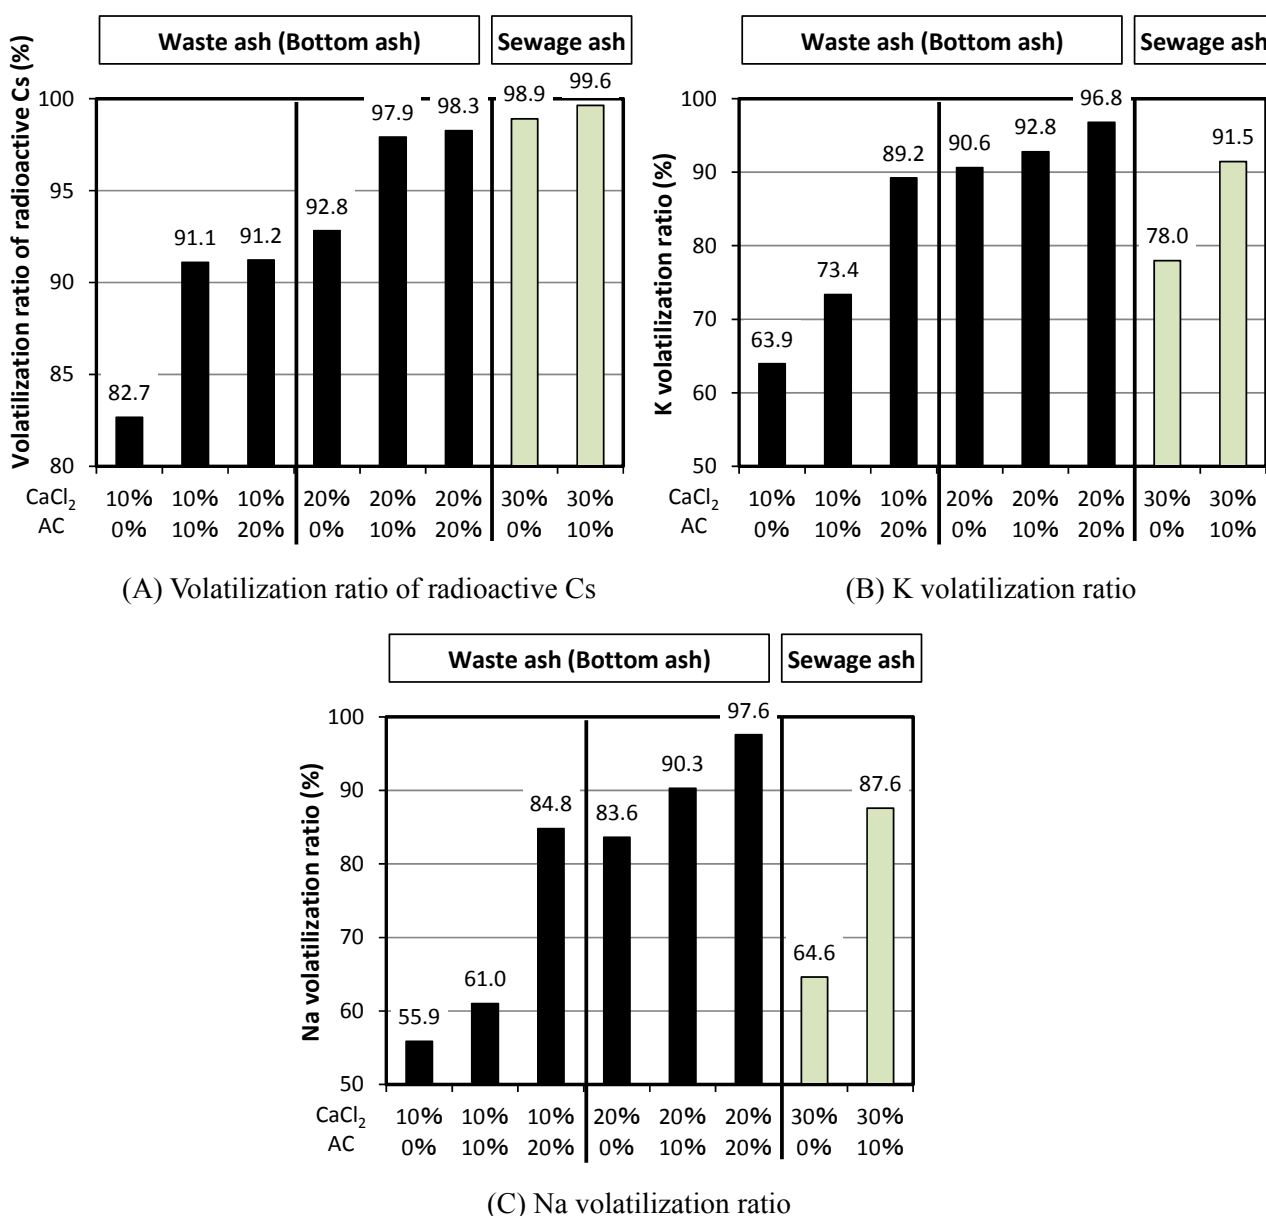 Waste ash (Bottom ash) Sewage ash
Volatilization ratio of radioactive Cs (%)
100
95
90
85
80
82.7 91.1 91.2 92.8 97.9 98.3 98.9 99.6
CaCl₂ 10% 10% 10% 20% 20% 20% 30% 30%
AC 0% 10% 20% 0% 10% 20% 0% 10%
(A) Volatilization ratio of radioactive Cs
Waste ash (Bottom ash) Sewage ash
K volatilization ratio (%)
100
90
80
70
60
50
63.9 73.4 89.2 90.6 92.8 96.8 78.0 91.5
CaCl₂ 10% 10% 10% 20% 20% 20% 30% 30%
AC 0% 10% 20% 0% 10% 20% 0% 10%
(B) K volatilization ratio
Waste ash (Bottom ash) Sewage ash
Na volatilization ratio (%)
100
90
80
70
60
50
55.9 61.0 84.8 83.6 90.3 97.6 64.6 87.6
CaCl₂ 10% 10% 10% 20% 20% 20% 30% 30%
AC 0% 10% 20% 0% 10% 20% 0% 10%
(C) Na volatilization ratio